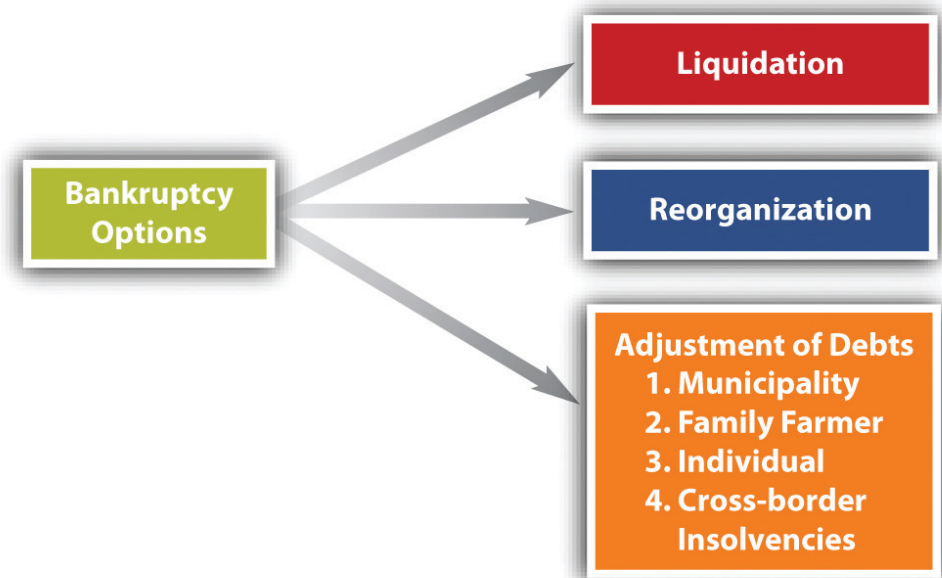 Bankruptcy
Options
Liquidation
Reorganization
Adjustment of Debts
1. Municipality
2. Family Farmer
3. Individual
4. Cross-border
Insolvencies